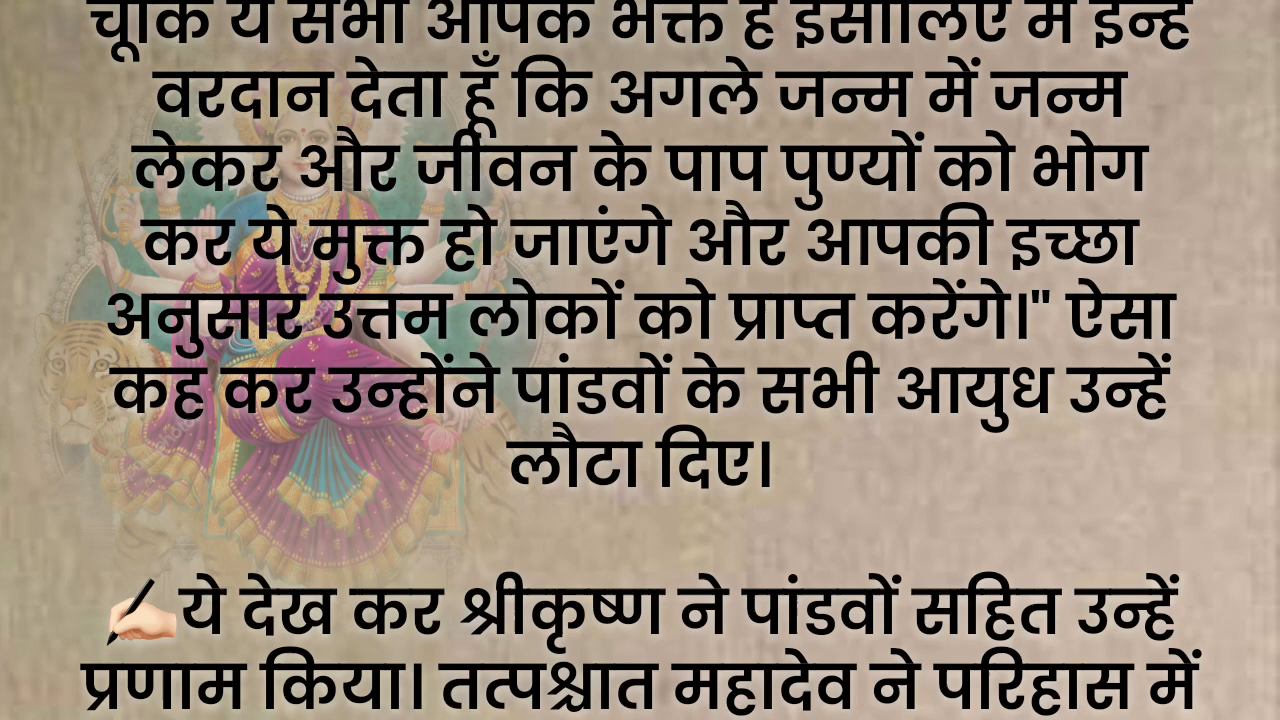 चूंकि ये सभी आपके भक्त हैं इसीलिए मैं इन्हें
वरदान देता हूँ कि अगले जन्म में जन्म
लेकर और जीवन के पाप पुण्यों को भोग
कर ये मुक्त हो जाएंगे और आपकी इच्छा
अनुसार उत्तम लोकों को प्राप्त करेंगे।" ऐसा
कह कर उन्होंने पांडवों के सभी आयुध उन्हें
लौटा दिए।
✍🏻ये देख कर श्रीकृष्ण ने पांडवों सहित उन्हें
प्रणाम किया। तत्पश्चात महादेव ने परिहास में